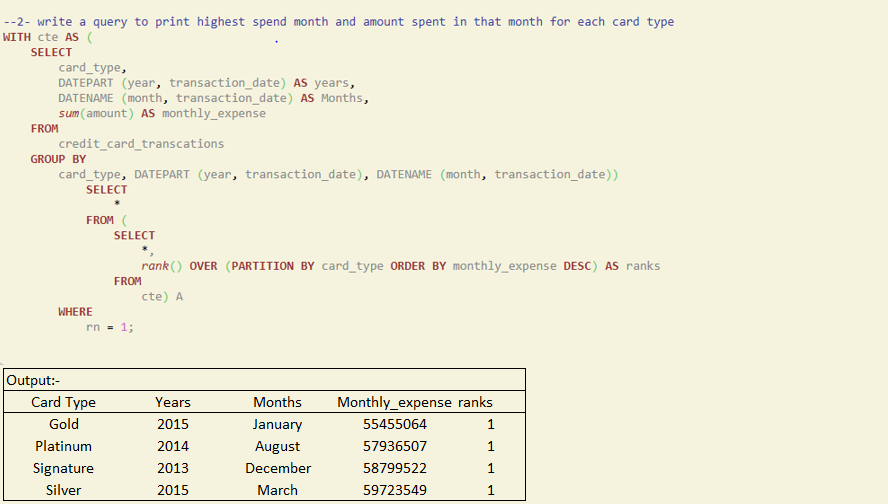 --2- write a query to print highest spend month and amount spent in that month for each card type
WITH cte AS (
SELECT
card_type,
DATEPART (year, transaction_date) AS years,
DATENAME (month, transaction_date) AS Months,
sum(amount) AS monthly_expense
FROM
credit_card_transcations
GROUP BY
card_type, DATEPART (year, transaction_date), DATENAME (month, transaction_date))
SELECT
*
FROM (
SELECT
*,
rank() OVER (PARTITION BY card_type ORDER BY monthly_expense DESC) AS ranks
FROM
cte) A
WHERE
rn = 1;
Output:-
Card Type Years Months Monthly_expense ranks
Gold 2015 January 55455064 1
Platinum 2014 August 57936507 1
Signature 2013 December 58799522 1
Silver 2015 March 59723549 1